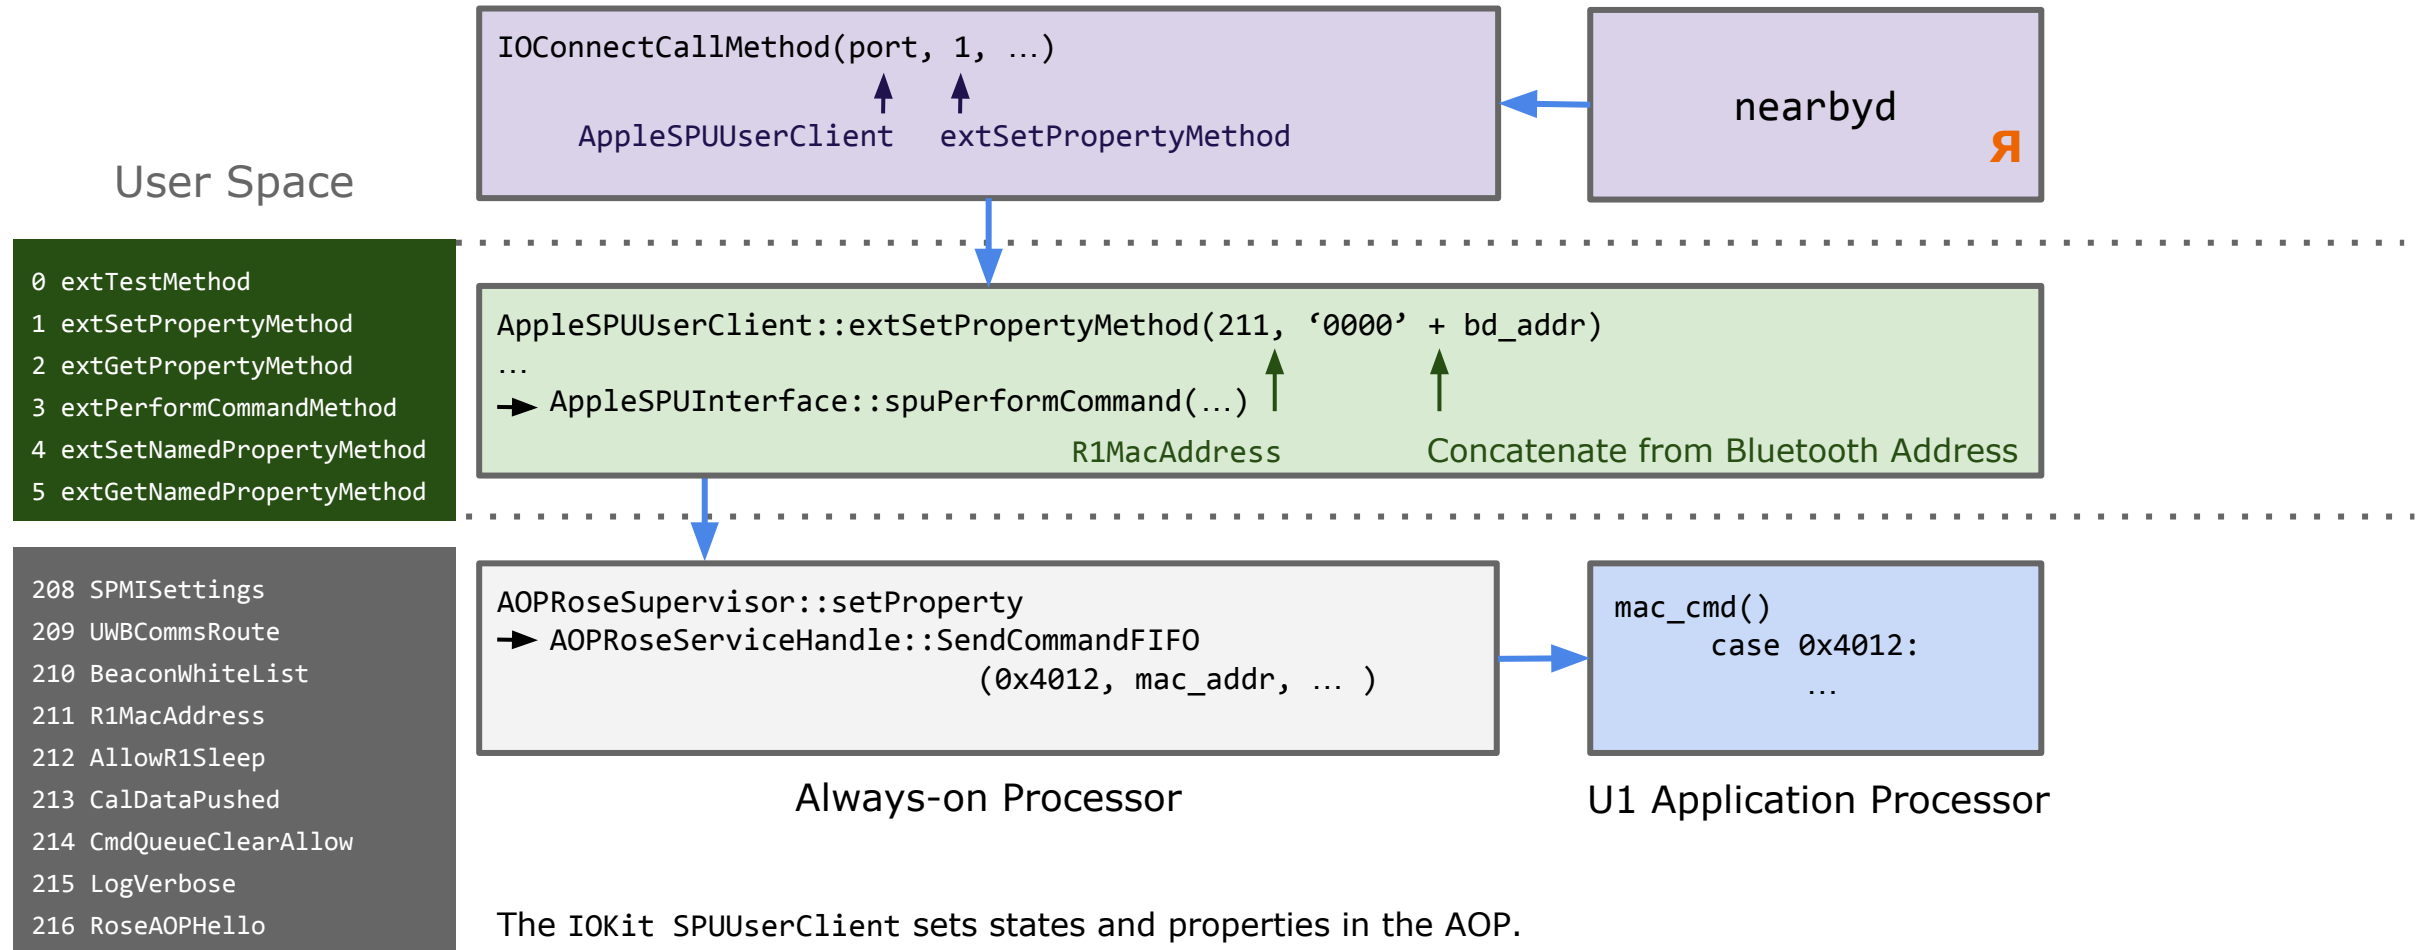 IOConnectCallMethod(port, 1, …)
AppleSPUUserClient extSetPropertyMethod
nearbyd
Я
User Space
0 extTestMethod
1 extSetPropertyMethod
2 extGetPropertyMethod
3 extPerformCommandMethod
4 extSetNamedPropertyMethod
5 extGetNamedPropertyMethod
AppleSPUUserClient::extSetPropertyMethod(211, ‘0000’ + bd_addr)
…
AppleSPUInterface::spuPerformCommand(…)
R1MacAddress
Concatenate from Bluetooth Address
208 SPMISettings
209 UWBCommsRoute
210 BeaconWhiteList
211 R1MacAddress
212 AllowR1Sleep
213 CalDataPushed
214 CmdQueueClearAllow
215 LogVerbose
216 RoseAOPHello
AOPRoseSupervisor::setProperty
AOPRoseServiceHandle::SendCommandFIFO
(0x4012, mac_addr, … )
Always-on Processor
mac_cmd()
case 0x4012:
…
U1 Application Processor
The IOKit SPUUserClient sets states and properties in the AOP.